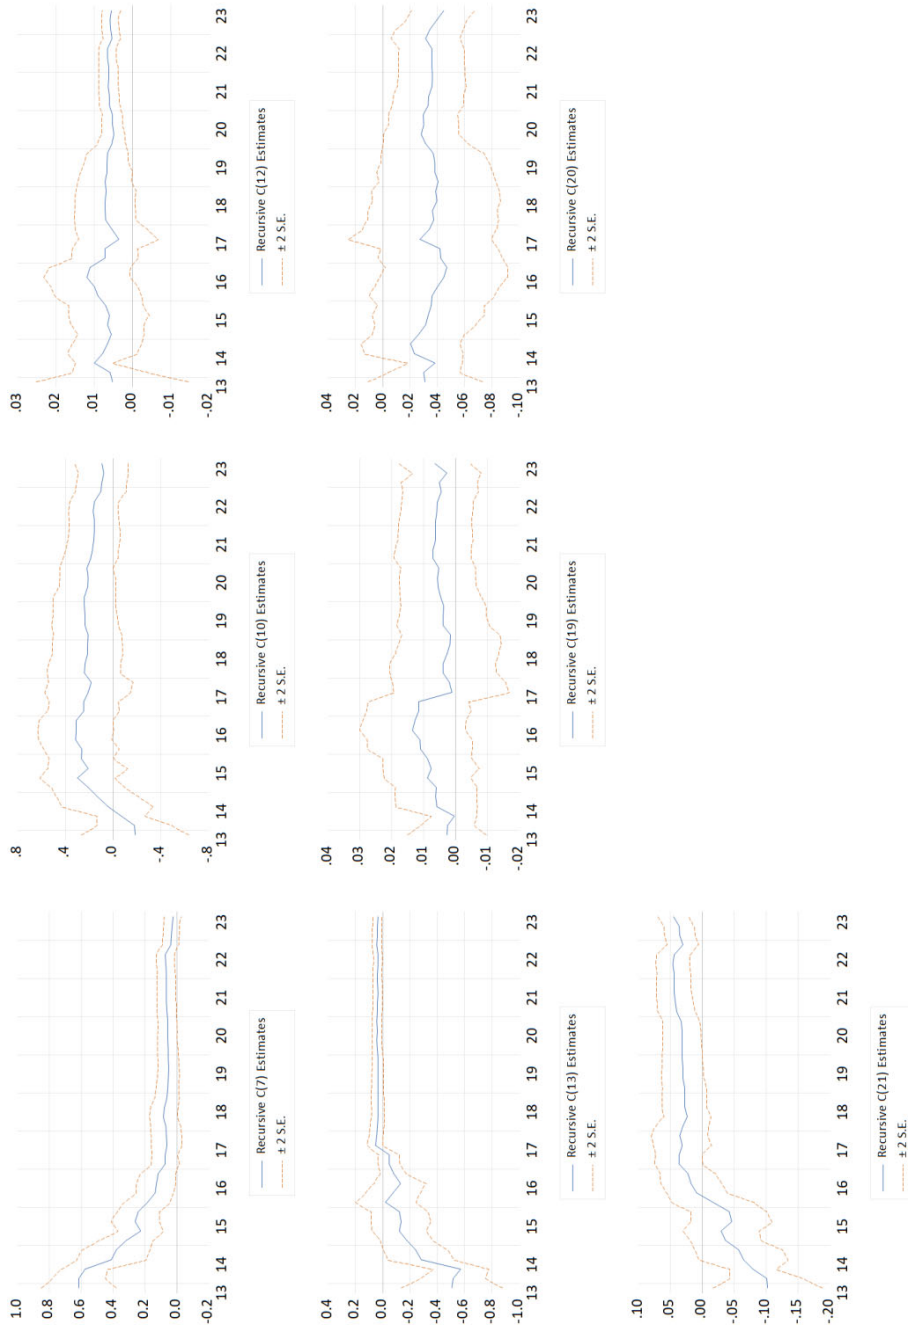 1.0
0.8
0.6
0.4
0.2
0.0
-0.2
13 14 15 16 17 18 19 20 21 22 23
Recursive C(7) Estimates
± 2 S.E.
.8
.4
.0
-.4
-.8
13 14 15 16 17 18 19 20 21 22 23
Recursive C(10) Estimates
± 2 S.E.
.03
.02
.01
.00
-.01
-.02
13 14 15 16 17 18 19 20 21 22 23
Recursive C(12) Estimates
± 2 S.E.
0.4
0.2
0.0
-0.2
-0.4
-0.6
-0.8
-1.0
13 14 15 16 17 18 19 20 21 22 23
Recursive C(13) Estimates
± 2 S.E.
.04
.03
.02
.01
.00
-.01
-.02
13 14 15 16 17 18 19 20 21 22 23
Recursive C(19) Estimates
± 2 S.E.
.04
.02
.00
-.02
-.04
-.06
-.08
-.10
13 14 15 16 17 18 19 20 21 22 23
Recursive C(20) Estimates
± 2 S.E.
.10
.05
.00
-.05
-.10
-.15
-.20
13 14 15 16 17 18 19 20 21 22 23
Recursive C(21) Estimates
± 2 S.E.